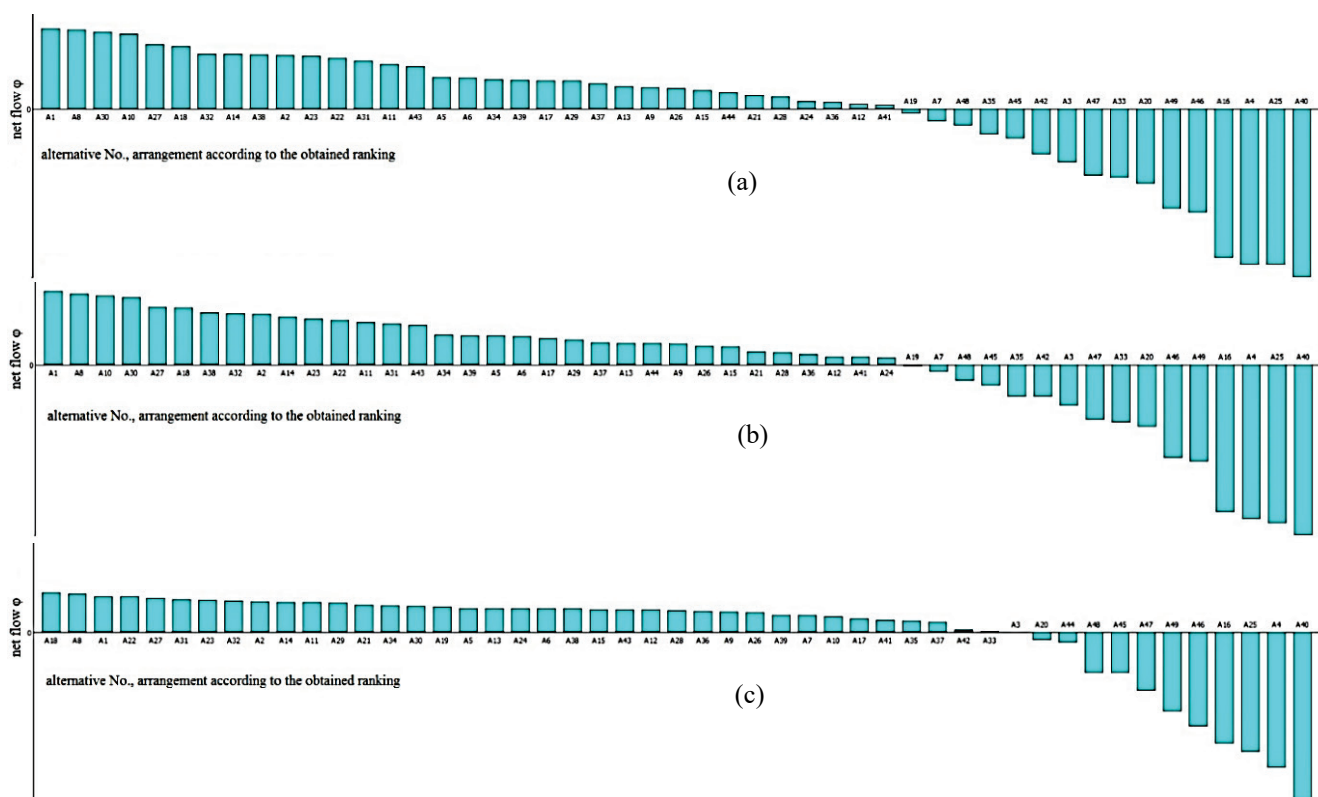 net flow φ
0
A19 A7 A48 A35 A45 A42 A3 A47 A33 A20 A49 A46 A16 A4 A25 A40
A1 A8 A30 A10 A27 A18 A32 A14 A38 A2 A23 A22 A31 A11 A43 A5 A6 A34 A39 A17 A29 A37 A13 A9 A26 A15 A44 A21 A28 A24 A36 A12 A41
alternative No., arrangement according to the obtained ranking
(a)
net flow φ
0
A19 A7 A48 A45 A35 A42 A3 A47 A33 A20 A46 A49 A16 A4 A25 A40
A1 A8 A10 A30 A27 A18 A38 A32 A2 A14 A23 A22 A11 A31 A43 A34 A39 A5 A6 A17 A29 A37 A13 A44 A9 A26 A15 A21 A28 A36 A12 A41 A24
alternative No., arrangement according to the obtained ranking
(b)
net flow φ
0
A3 A20 A44 A48 A45 A47 A49 A46 A16 A25 A4 A40
A18 A8 A1 A22 A27 A31 A23 A32 A2 A14 A11 A29 A21 A34 A30 A19 A5 A13 A24 A6 A38 A15 A43 A12 A28 A36 A9 A26 A39 A7 A10 A17 A41 A35 A37 A42 A33
alternative No., arrangement according to the obtained ranking
(c)